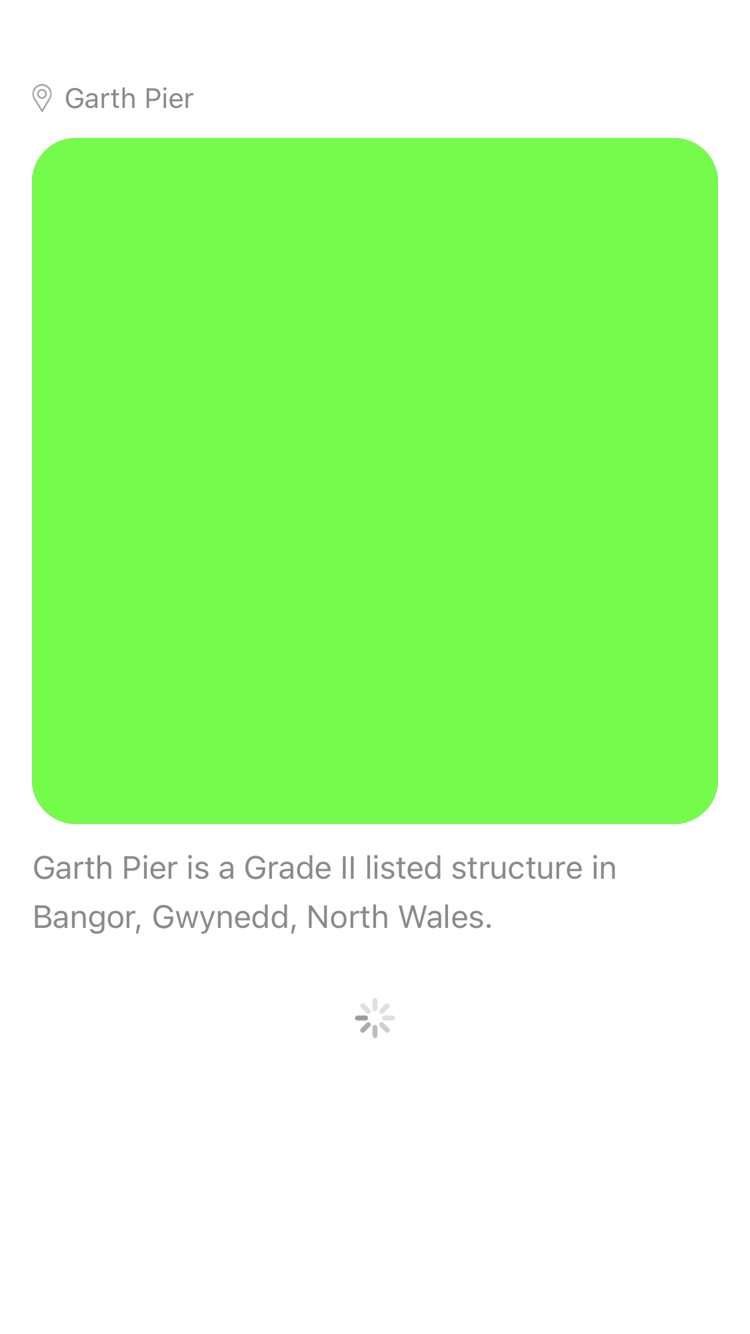 Garth Pier
Garth Pier is a Grade II listed structure in
Bangor, Gwynedd, North Wales.